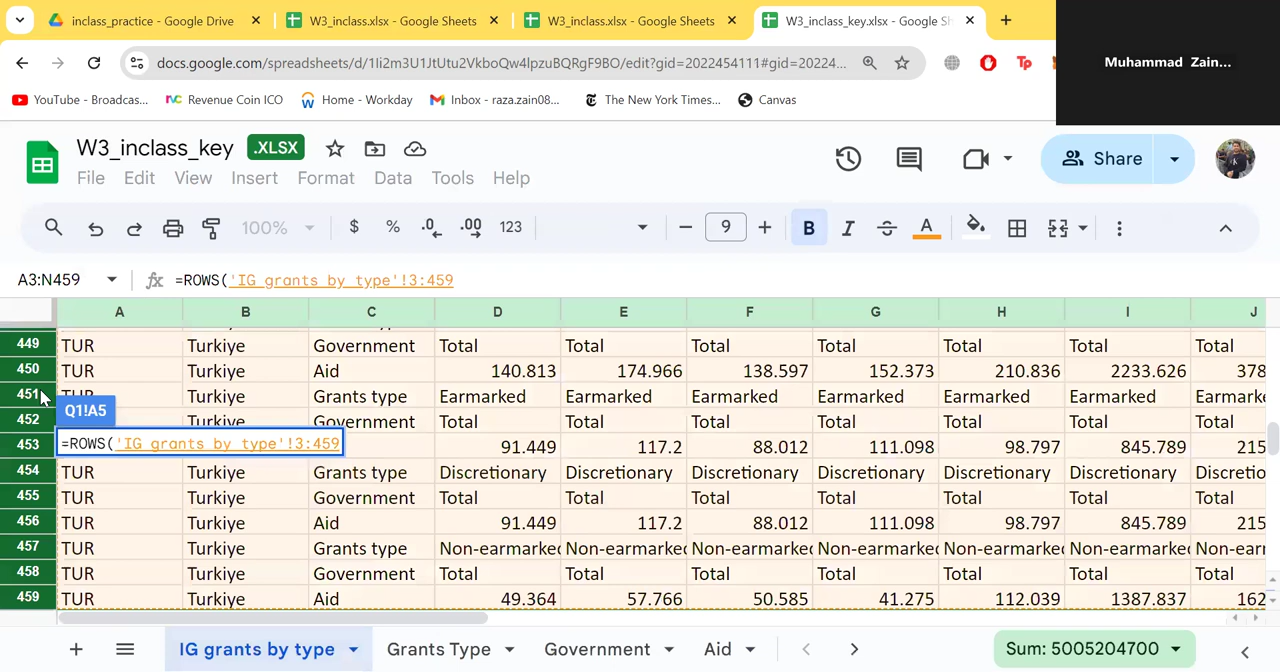 inclass_practice - Google Drive
W3_inclass.xlsx - Google Sheets
W3_inclass.xlsx - Google Sheets
W3_inclass_key.xlsx - Google Sh
docs.google.com/spreadsheets/d/1Ii2m3U1JtUtu2VkboQw4lpzuBQRgF9BO/edit?gid=2022454111#gid=20224...
Tp
Muhammad Zain...
YouTube - Broadcas...
Revenue Coin ICO
Home - Workday
Inbox - raza.zain08...
The New York Times...
Canvas
W3_inclass_key .XLSX
File Edit View Insert Format Data Tools Help
Share
100% $ % .0 .00 123 9 B I S A
A3:N459 fx =ROWS('IG grants by type'!3:459
A B C D E F G H I J
449 TUR Turkiye Government Total Total Total Total Total Total Total
450 TUR Turkiye Aid 140.813 174.966 138.597 152.373 210.836 2233.626 378
451 TUR Turkiye Grants type Earmarked Earmarked Earmarked Earmarked Earmarked Earmarked Earmarke
Q1!A5
452 Turkiye Government Total Total Total Total Total Total Total
453 =ROWS('IG grants by type'!3:459 91.449 117.2 88.012 111.098 98.797 845.789 215
454 TUR Turkiye Grants type Discretionary Discretionary Discretionary Discretionary Discretionary Discretionary Discretio
455 TUR Turkiye Government Total Total Total Total Total Total Total
456 TUR Turkiye Aid 91.449 117.2 88.012 111.098 98.797 845.789 215
457 TUR Turkiye Grants type Non-earmarked Non-earmarked Non-earmarked Non-earmarked Non-earmarked Non-earmarked Non-earm
458 TUR Turkiye Government Total Total Total Total Total Total Total
459 TUR Turkiye Aid 49.364 57.766 50.585 41.275 112.039 1387.837 162
IG grants by type Grants Type Government Aid Sum: 5005204700